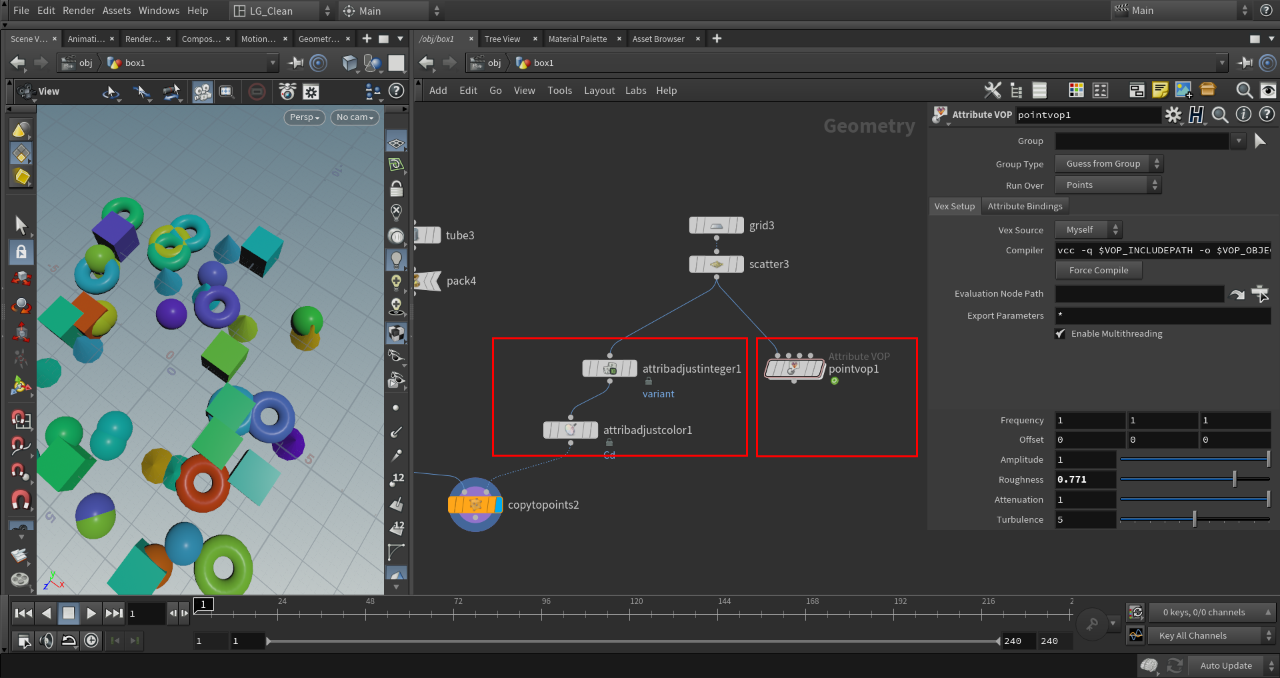 File Edit Render Assets Windows Help LG_Clean Main Main
Scene V... Animati... Render... Compos... Motion... Geometr...
/obj/box1 Tree View Material Palette Asset Browser
obj box1
obj box1
View
Persp No cam
Add Edit Go View Tools Layout Labs Help
Geometry
tube3
pack4
grid3
scatter3
attribadjustinteger1
variant
attribadjustcolor1
Cd
Attribute VOP
pointvop1
copytopoints2
Attribute VOP pointvop1
Group
Group Type Guess from Group
Run Over Points
Vex Setup Attribute Bindings
Vex Source Myself
Compiler vcc -q $VOP_INCLUDEPATH -o $VOP_OBJE
Force Compile
Evaluation Node Path
Export Parameters *
Enable Multithreading
Frequency 1 1 1
Offset 0 0 0
Amplitude 1
Roughness 0.771
Attenuation 1
Turbulence 5
12
12
1 1 24 48 72 96 120 144 168 192 216 2
0 keys, 0/0 channels
1 1 240 240 Key All Channels
Auto Update